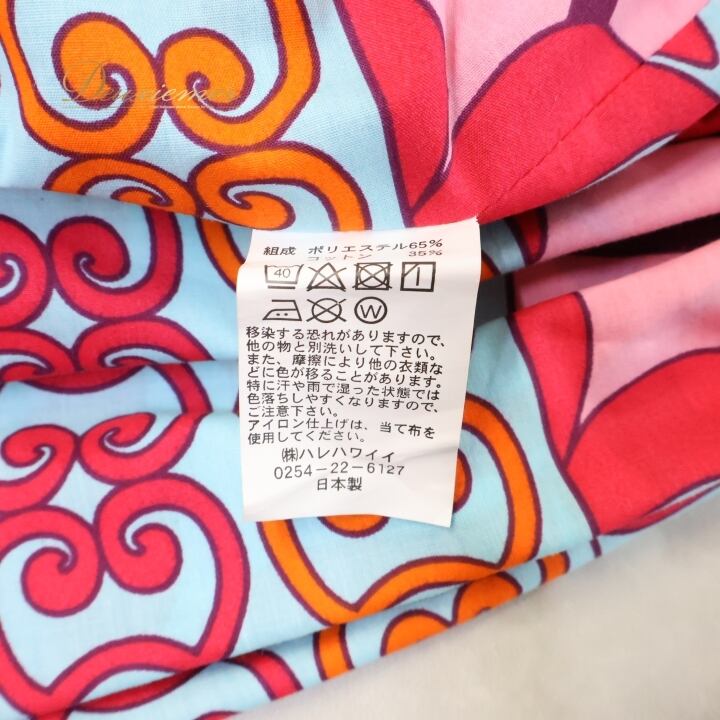 Deuxiemer
組成 ポリエステル65%
コットン 35%
40
W
移染する恐れがありますので、
他の物と別洗いして下さい。
また、摩擦により他の衣類な
どに色が移ることがあります。
特に汗や雨で湿った状態では
色落ちしやすくなりますので、
ご注意下さい。
アイロン仕上げは、当て布を
使用してください。
㈱ハレハワイイ
0254-22-6127
日本製